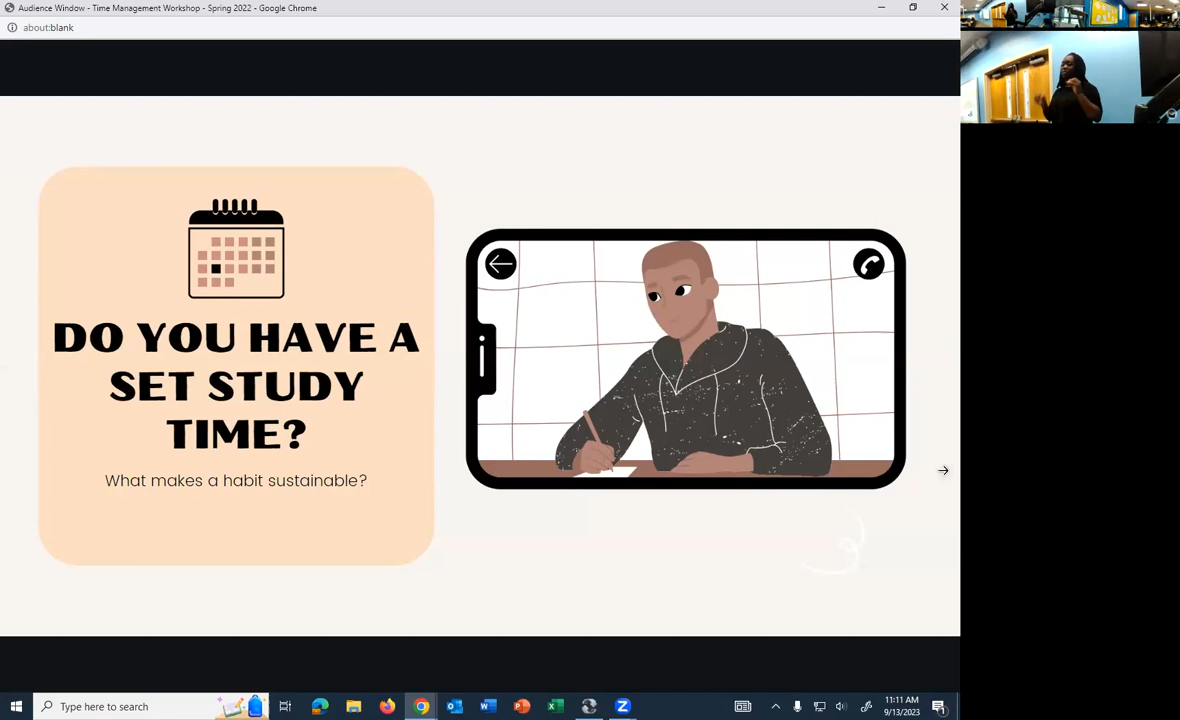 Audience Window - Time Management Workshop - Spring 2022 - Google Chrome
about:blank
DO YOU HAVE A
SET STUDY
TIME?
What makes a habit sustainable?
Type here to search
11:11 AM
9/13/2023